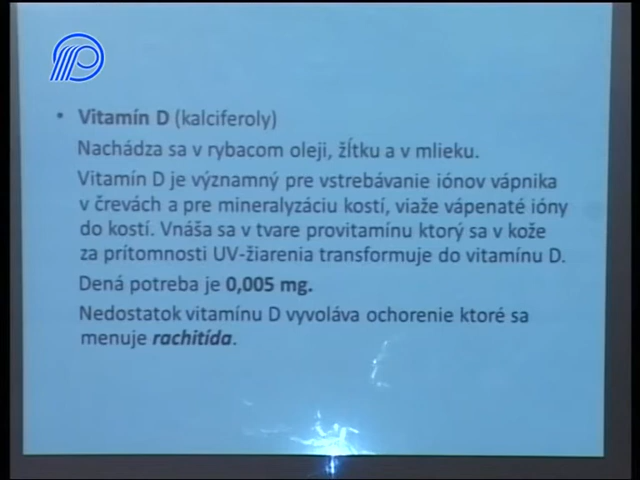 • Vitamín D (kalciferoly)
Nachádza sa v rybacom oleji, žĺtku a v mlieku.
Vitamín D je významný pre vstrebávanie iónov vápnika
v črevách a pre mineralyzáciu kostí, viaže vápenaté ióny
do kostí. Vnáša sa v tvare provitamínu ktorý sa v kože
za prítomnosti UV-žiarenia transformuje do vitamínu D.
Dená potreba je 0,005 mg.
Nedostatok vitamínu D vyvoláva ochorenie ktoré sa
menuje rachitída.